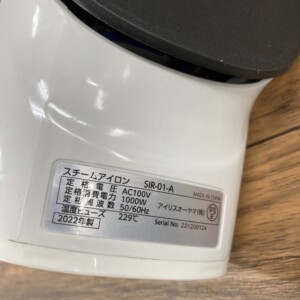 スチームアイロン SIR-01-A
MADE IN CHINA
定格電圧 AC100V
定格消費電力 1000W
定格周波数 50/60Hz
温度ヒューズ 229℃
アイリスオーヤマ(株)
2022年製
Serial No: 221200124